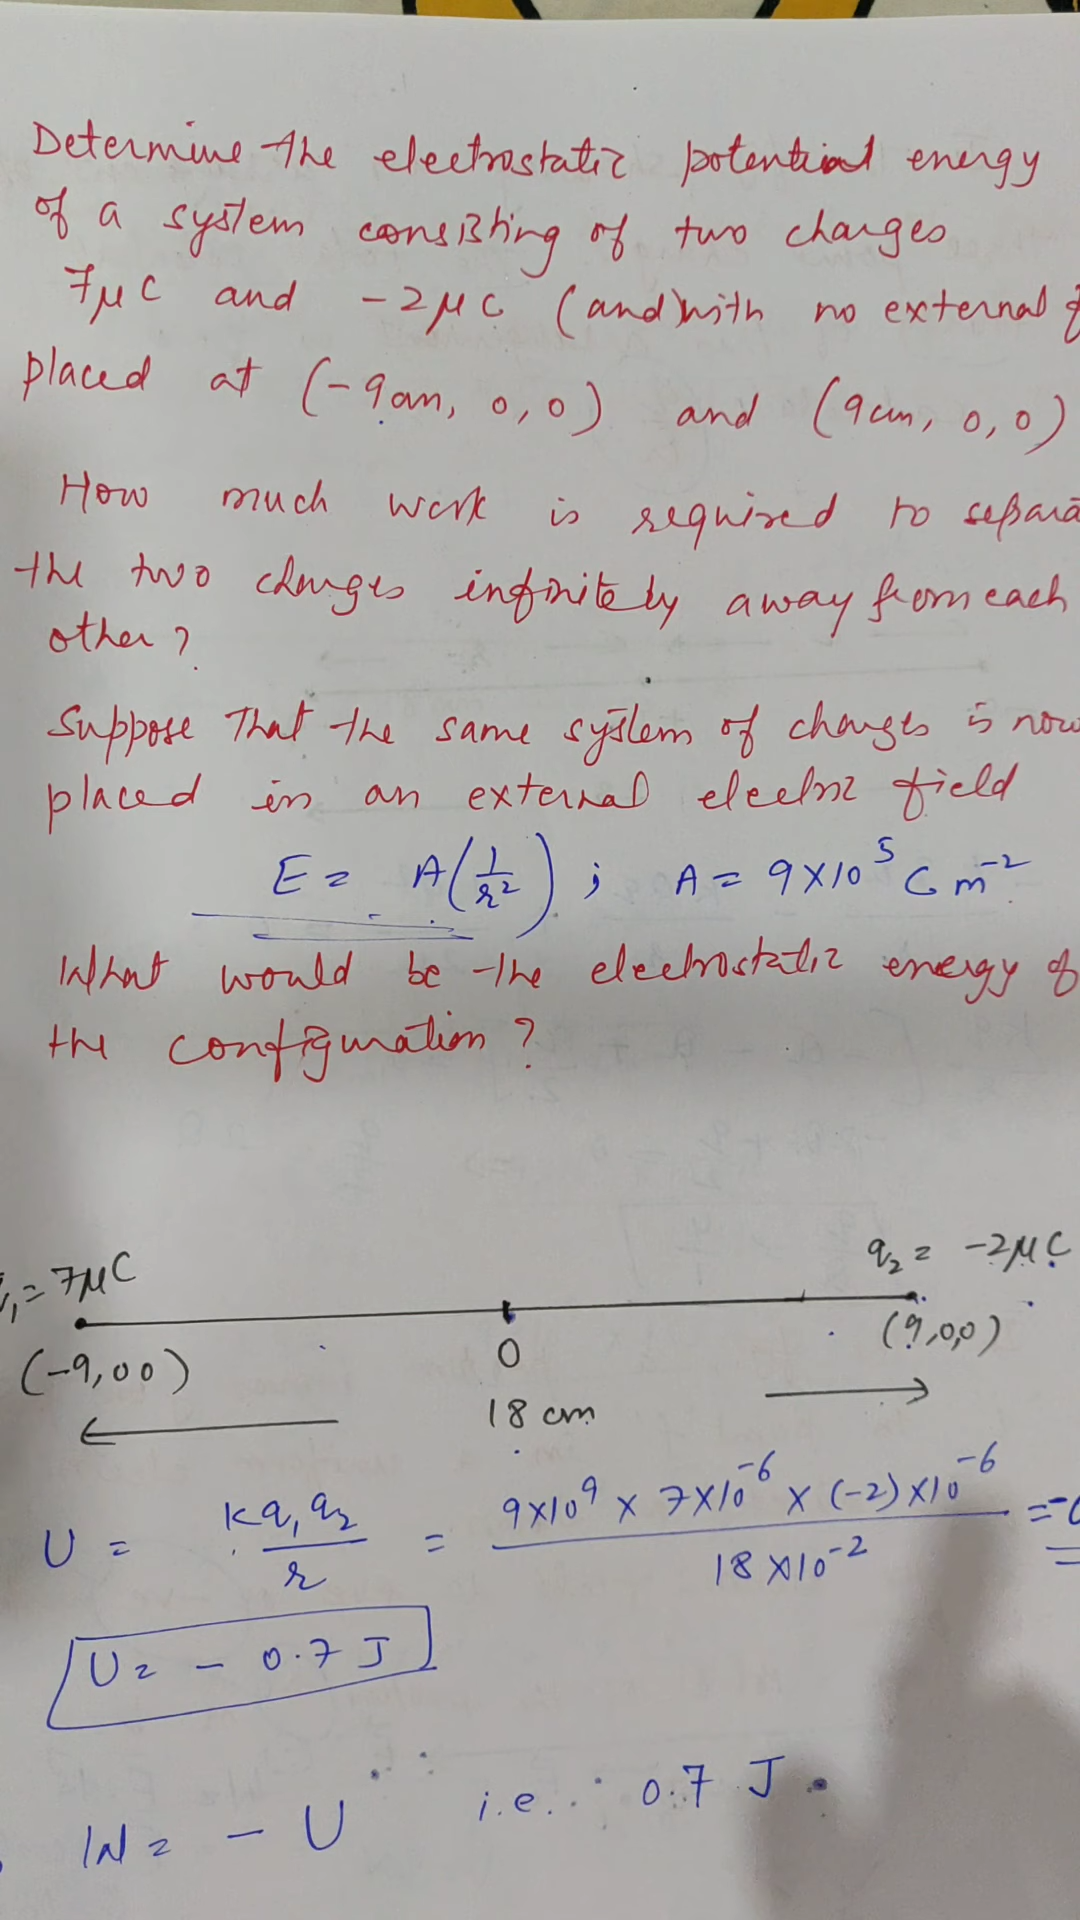 Determine the electrostatic potential energy
of a system consisting of two charges
7μC and -2μC (and) with no external
placed at (-9cm, 0,0) and (9cm, 0,0)
How much work is required to
the two charges infinitely away from each
other?
Suppose that the same system of charges is now
placed in an external electric field
E = A(1/r²) ; A = 9×10⁵ C m⁻²
What would be the electrostatic energy of
the configuration?
q₂ = -2μC
₁ = 7μC
(-9,00) O (9,0,0)
18 cm
U = kq₁q₂/r = 9×10⁹ × 7×10⁻⁶ × (-2)×10⁻⁶ / 18×10⁻² =
U = - 0.7 J
W = - U i.e. 0.7 J.